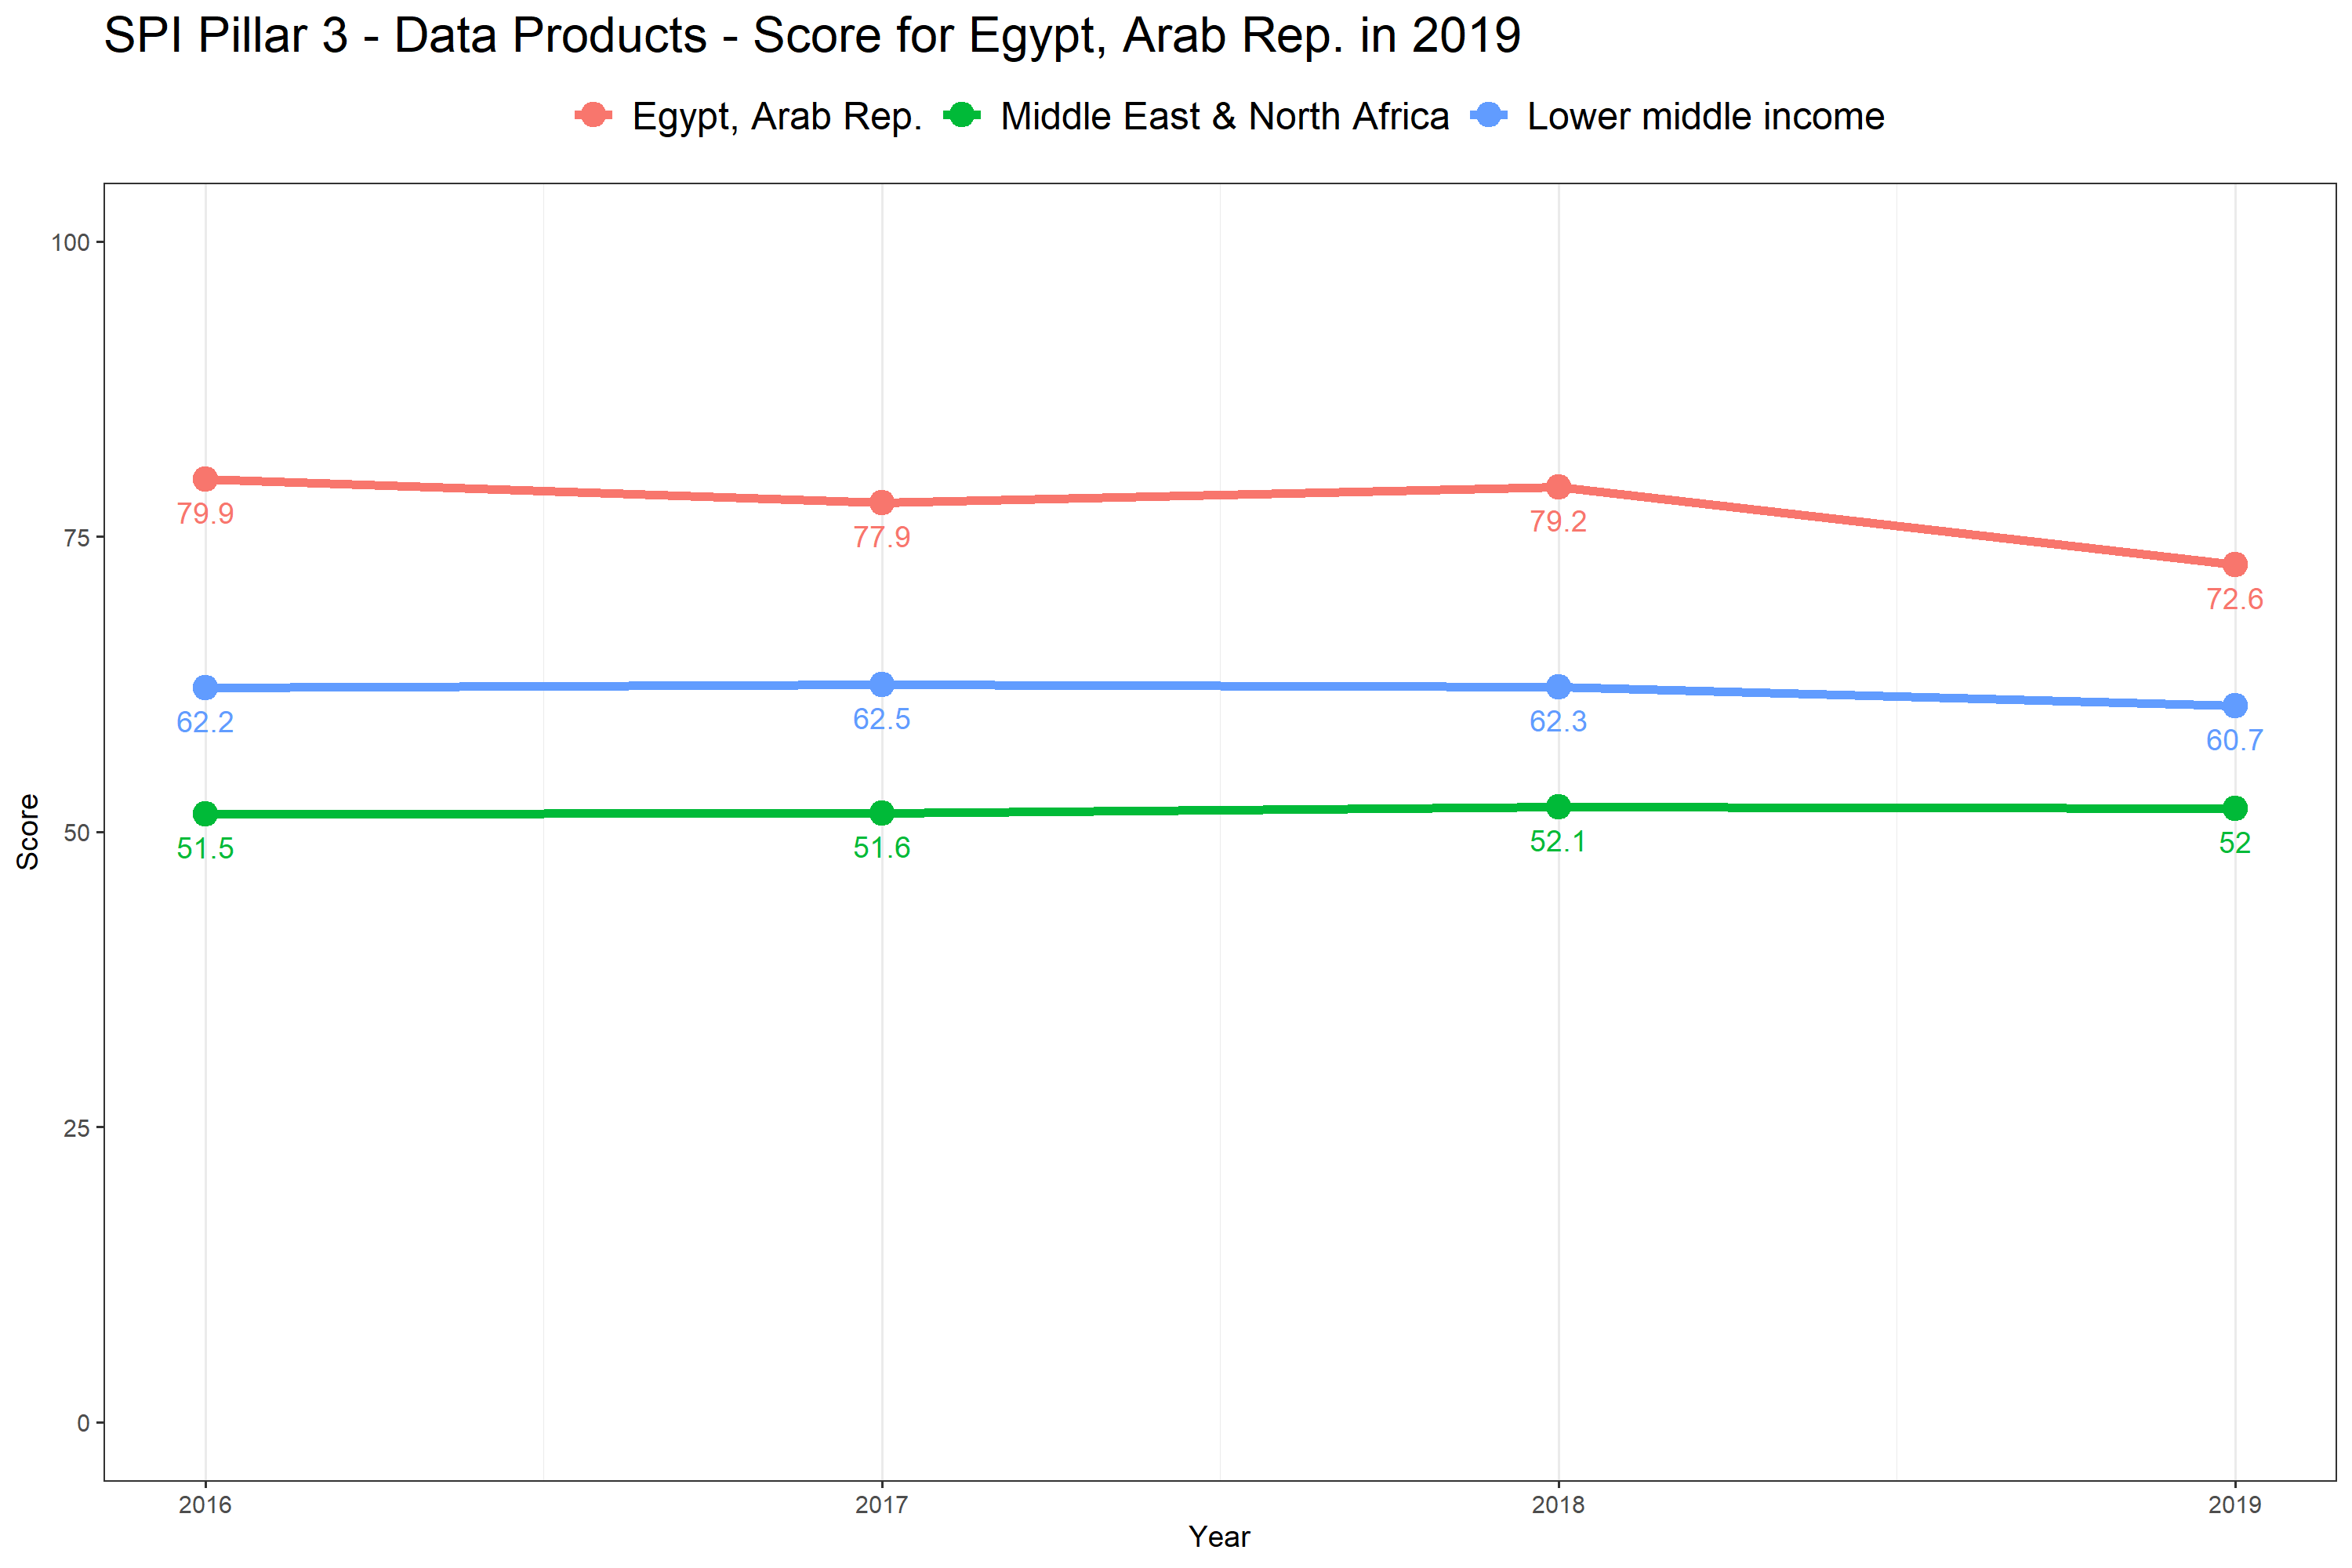 SPI Pillar 3 - Data Products - Score for Egypt, Arab Rep. in 2019
Egypt, Arab Rep. Middle East & North Africa Lower middle income
100
79.9 77.9 79.2 72.6
75
62.2 62.5 62.3 60.7
51.5 51.6 52.1 52
50
25
0
Score
2016 2017 2018 2019
Year